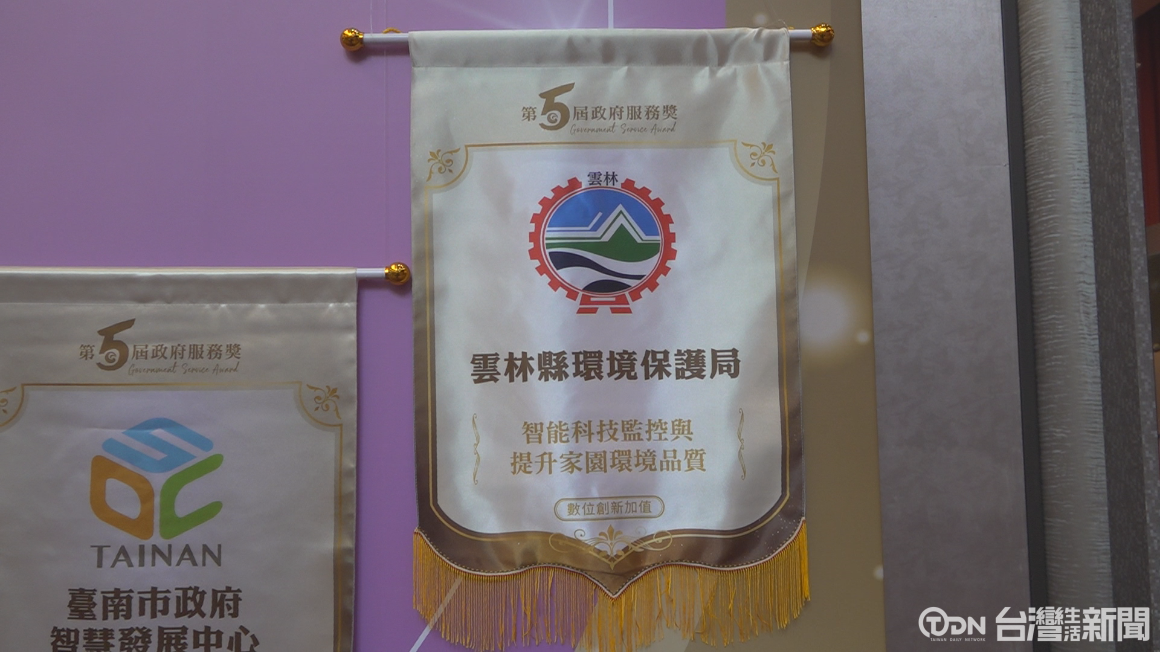 第5屆政府服務獎
Government Service Award
雲林
雲林縣環境保護局
智能科技監控與
提升家園環境品質
數位創新加值
第5屆政府服務獎
Government Service Award
TAINAN
臺南市政府
智慧發展中心
TDN 台灣生活新聞
TAINAN DAILY NETWORK